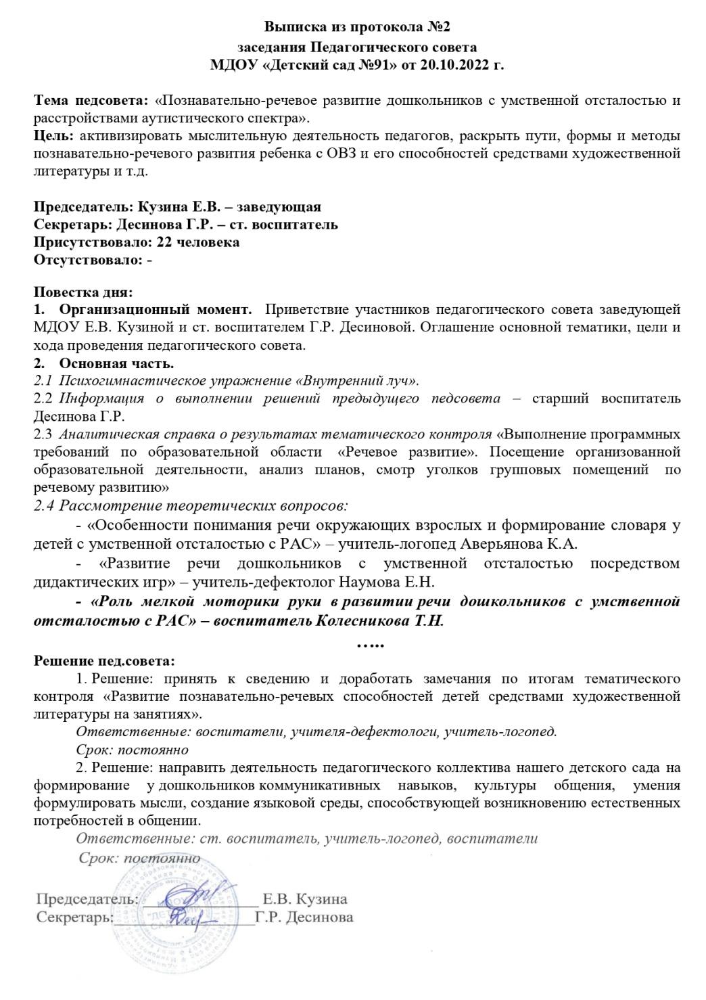 Выписка из протокола №2
заседания Педагогического совета
МДОУ «Детский сад №91» от 20.10.2022 г.
Тема педсовета: «Познавательно-речевое развитие дошкольников с умственной отсталостью и
расстройствами аутистического спектра».
Цель: активизировать мыслительную деятельность педагогов, раскрыть пути, формы и методы
познавательно-речевого развития ребенка с ОВЗ и его способностей средствами художественной
литературы и т.д.
Председатель: Кузина Е.В. – заведующая
Секретарь: Десинова Г.Р. – ст. воспитатель
Присутствовало: 22 человека
Отсутствовало: -
Повестка дня:
1. Организационный момент. Приветствие участников педагогического совета заведующей
МДОУ Е.В. Кузиной и ст. воспитателем Г.Р. Десиновой. Оглашение основной тематики, цели и
хода проведения педагогического совета.
2. Основная часть.
2.1 Психогимнастическое упражнение «Внутренний луч».
2.2 Информация о выполнении решений предыдущего педсовета – старший воспитатель
Десинова Г.Р.
2.3 Аналитическая справка о результатах тематического контроля «Выполнение программных
требований по образовательной области «Речевое развитие». Посещение организованной
образовательной деятельности, анализ планов, смотр уголков групповых помещений по
речевому развитию»
2.4 Рассмотрение теоретических вопросов:
- «Особенности понимания речи окружающих взрослых и формирование словаря у
детей с умственной отсталостью с РАС» – учитель-логопед Аверьянова К.А.
- «Развитие речи дошкольников с умственной отсталостью посредством
дидактических игр» – учитель-дефектолог Наумова Е.Н.
- «Роль мелкой моторики руки в развитии речи дошкольников с умственной
отсталостью с РАС» – воспитатель Колесникова Т.Н.
…..
Решение пед.совета:
1. Решение: принять к сведению и доработать замечания по итогам тематического
контроля «Развитие познавательно-речевых способностей детей средствами художественной
литературы на занятиях».
Ответственные: воспитатели, учителя-дефектологи, учитель-логопед.
Срок: постоянно
2. Решение: направить деятельность педагогического коллектива нашего детского сада на
формирование у дошкольников коммуникативных навыков, культуры общения, умения
формулировать мысли, создание языковой среды, способствующей возникновению естественных
потребностей в общении.
Ответственные: ст. воспитатель, учитель-логопед, воспитатели
Срок: постоянно
Председатель: ______________ Е.В. Кузина
Секретарь:_________________Г.Р. Десинова
МДОУ
"ДЕТСКИЙ
САД